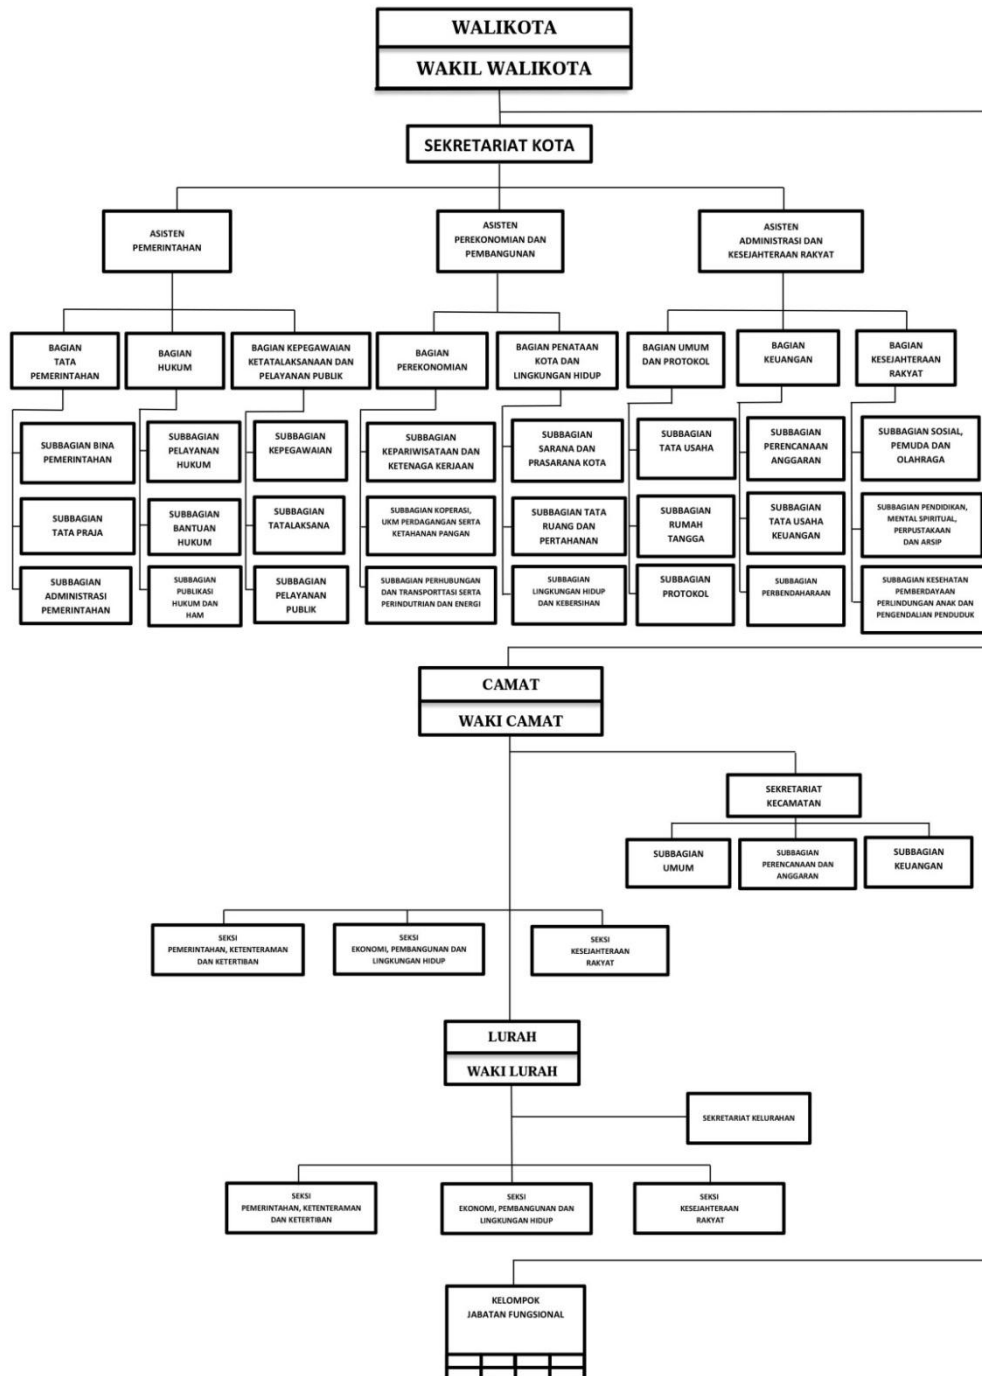 WALIKOTA
WAKIL WALIKOTA
SEKRETARIAT KOTA
ASISTEN
PEMERINTAHAN
ASISTEN
PEREKONOMIAN DAN
PEMBANGUNAN
ASISTEN
ADMINISTRASI DAN
KESEJAHTERAAN RAKYAT
BAGIAN
TATA
PEMERINTAHAN
BAGIAN
HUKUM
BAGIAN KEPEGAWAIAN
KETATALAKSANAAN DAN
PELAYANAN PUBLIK
BAGIAN
PEREKONOMIAN
BAGIAN PENATAAN
KOTA DAN
LINGKUNGAN HIDUP
BAGIAN UMUM
DAN PROTOKOL
BAGIAN
KEUANGAN
BAGIAN
KESEJAHTERAAN
RAKYAT
SUBBAGIAN BINA
PEMERINTAHAN
SUBBAGIAN
PELAYANAN
HUKUM
SUBBAGIAN
KEPEGAWAIAN
SUBBAGIAN
KEPARIWISATAAN DAN
KETENAGA KERJAAN
SUBBAGIAN
SARANA DAN
PRASARANA KOTA
SUBBAGIAN
TATA USAHA
SUBBAGIAN
PERENCANAAN
ANGGARAN
SUBBAGIAN SOSIAL,
PEMUDA DAN
OLAHRAGA
SUBBAGIAN
TATA PRAJA
SUBBAGIAN
BANTUAN
HUKUM
SUBBAGIAN
TATALAKSANA
SUBBAGIAN KOPERASI,
UKM PERDAGANGAN SERTA
KETAHANAN PANGAN
SUBBAGIAN TATA
RUANG DAN
PERTAHANAN
SUBBAGIAN
RUMAH
TANGGA
SUBBAGIAN
TATA USAHA
KEUANGAN
SUBBAGIAN PENDIDIKAN,
MENTAL SPIRITUAL,
PERPUSTAKAAN
DAN ARSIP
SUBBAGIAN
ADMINISTRASI
PEMERINTAHAN
SUBBAGIAN
PUBLIKASI
HUKUM DAN
HAM
SUBBAGIAN
PELAYANAN
PUBLIK
SUBBAGIAN PERHUBUNGAN
DAN TRANSPORTTASI SERTA
PERINDUTRIAN DAN ENERGI
SUBBAGIAN
LINGKUNGAN HIDUP
DAN KEBERSIHAN
SUBBAGIAN
PROTOKOL
SUBBAGIAN
PERBENDAHARAAN
SUBBAGIAN KESEHATAN
PEMBERDAYAAN
PERLINDUNGAN ANAK DAN
PENGENDALIAN PENDUDUK
CAMAT
WAKI CAMAT
SEKRETARIAT
KECAMATAN
SUBBAGIAN
UMUM
SUBBAGIAN
PERENCANAAN DAN
ANGGARAN
SUBBAGIAN
KEUANGAN
SEKSI
PEMERINTAHAN, KETENTERAMAN
DAN KETERTIBAN
SEKSI
EKONOMI, PEMBANGUNAN DAN
LINGKUNGAN HIDUP
SEKSI
KESEJAHTERAAN
RAKYAT
LURAH
WAKI LURAH
SEKRETARIAT KELURAHAN
SEKSI
PEMERINTAHAN, KETENTERAMAN
DAN KETERTIBAN
SEKSI
EKONOMI, PEMBANGUNAN DAN
LINGKUNGAN HIDUP
SEKSI
KESEJAHTERAAN
RAKYAT
KELOMPOK
JABATAN FUNGSIONAL